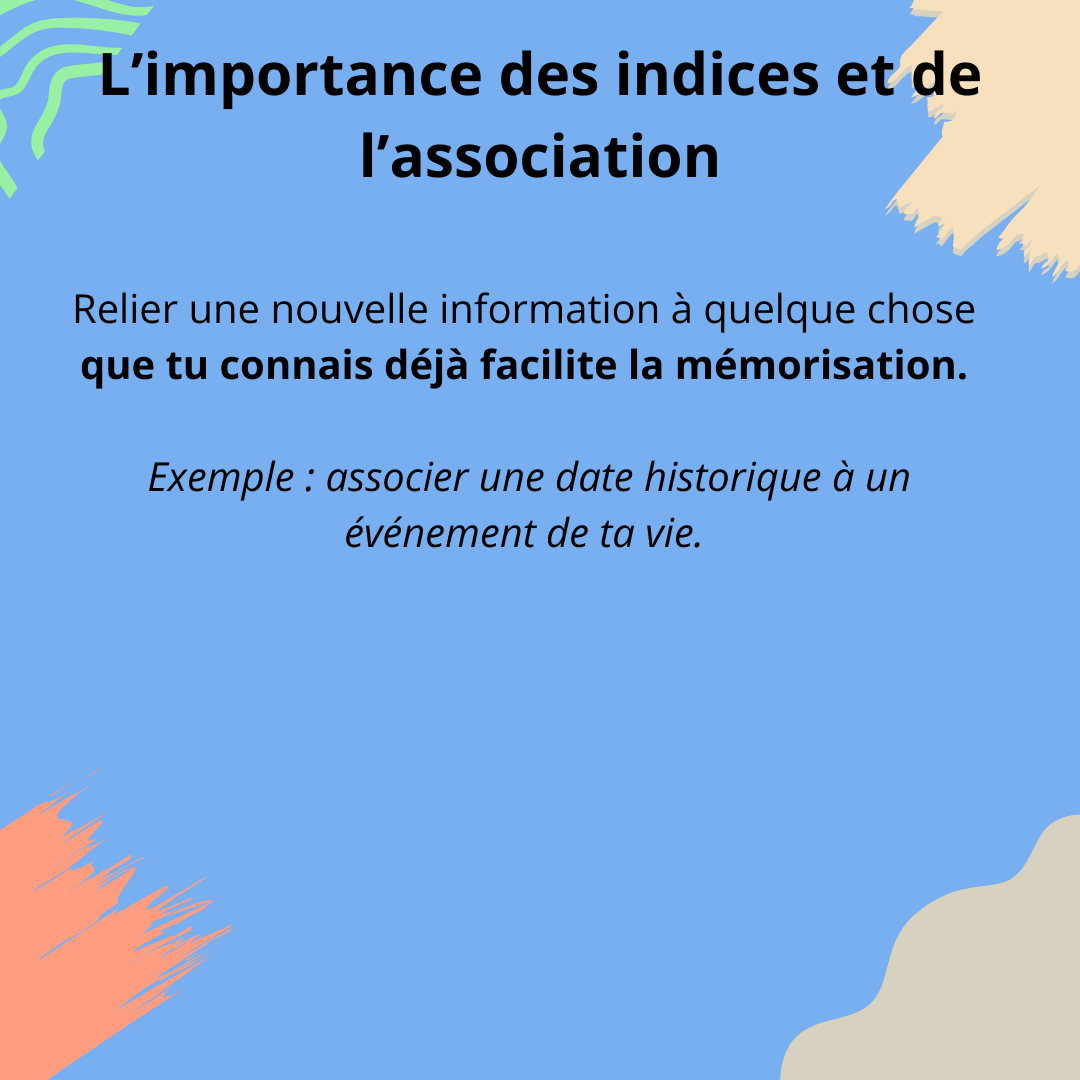 L’importance des indices et de
l’association
Relier une nouvelle information à quelque chose
que tu connais déjà facilite la mémorisation.
Exemple : associer une date historique à un
événement de ta vie.